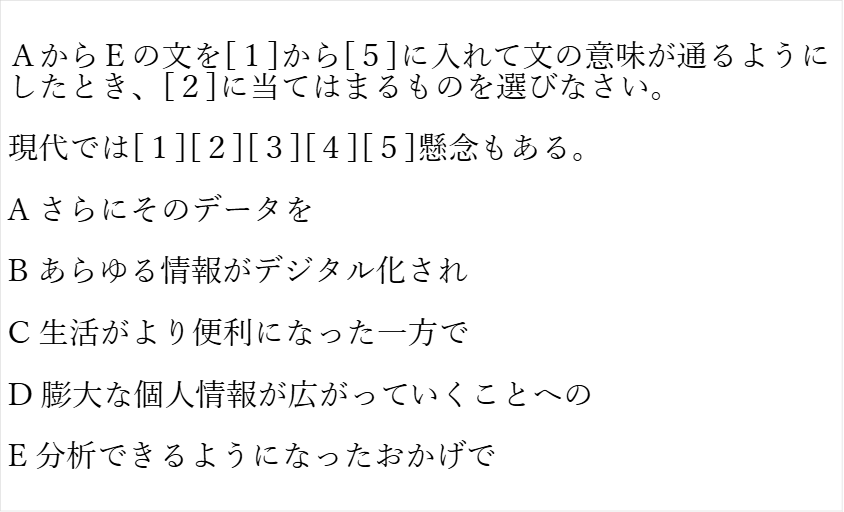 AからEの文を[1]から[5]に入れて文の意味が通るように
したとき、[2]に当てはまるものを選びなさい。
現代では[1][2][3][4][5]懸念もある。
A さらにそのデータを
B あらゆる情報がデジタル化され
C 生活がより便利になった一方で
D 膨大な個人情報が広がっていくことへの
E 分析できるようになったおかげで